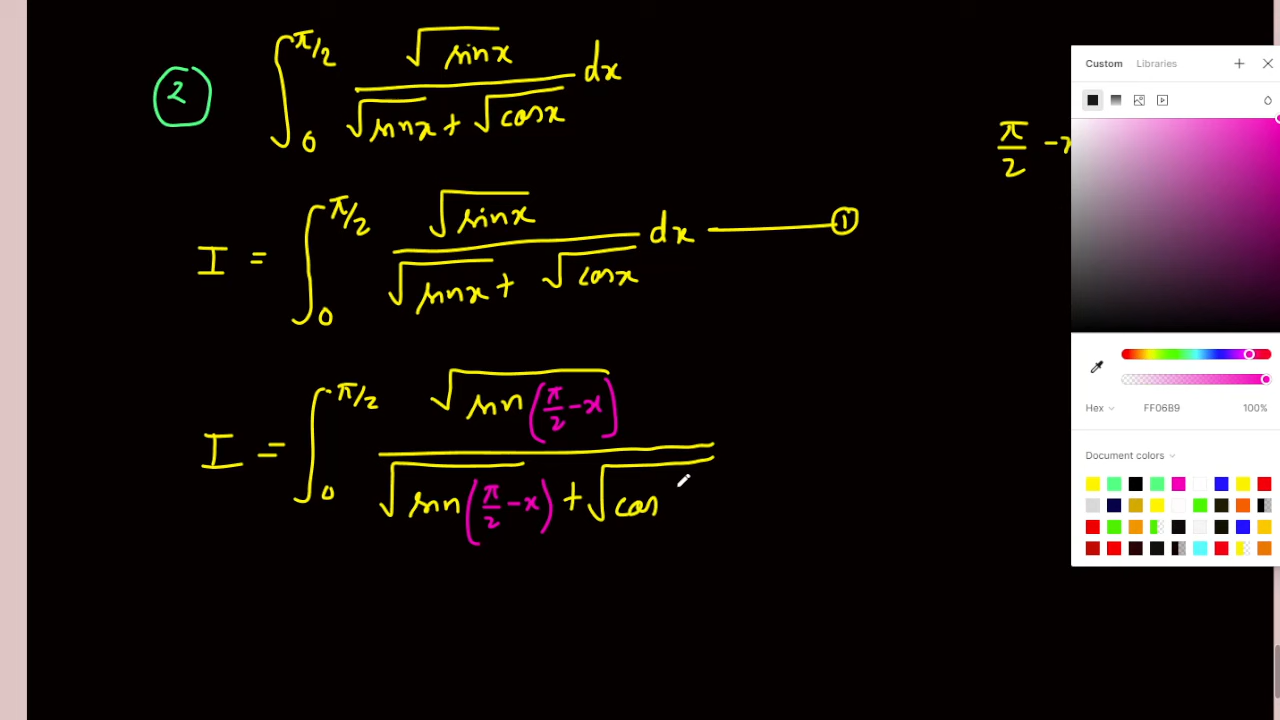 ② ∫₀^π/2 √sinx / (√sinx + √cosx) dx
π/2 -x
I = ∫₀^π/2 √sinx / (√sinx + √cosx) dx ——— ①
I = ∫₀^π/2 √sin(π/2 -x) / (√sin(π/2 -x) + √cos
Custom Libraries
Hex FF06B9 100%
Document colors